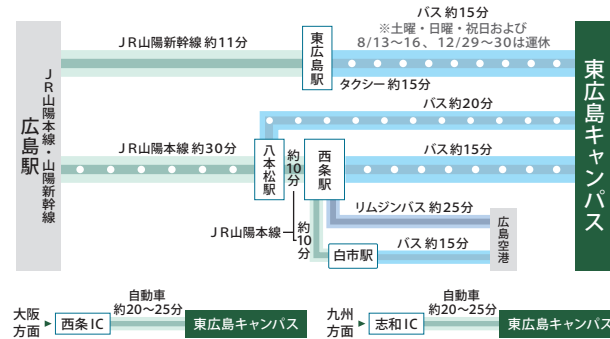 広島駅
JR山陽本線・山陽新幹線
JR山陽新幹線 約11分
東広島駅
バス 約15分
※土曜・日曜・祝日および
8/13〜16、12/29〜30は運休
タクシー 約15分
東広島キャンパス
バス 約20分
JR山陽本線 約30分
八本松駅
約10分
西条駅
バス 約15分
リムジンバス 約25分
広島空港
JR山陽本線
約10分
白市駅
バス 約15分
大阪
方面
西条IC
自動車
約20〜25分
東広島キャンパス
九州
方面
志和IC
自動車
約20〜25分
東広島キャンパス